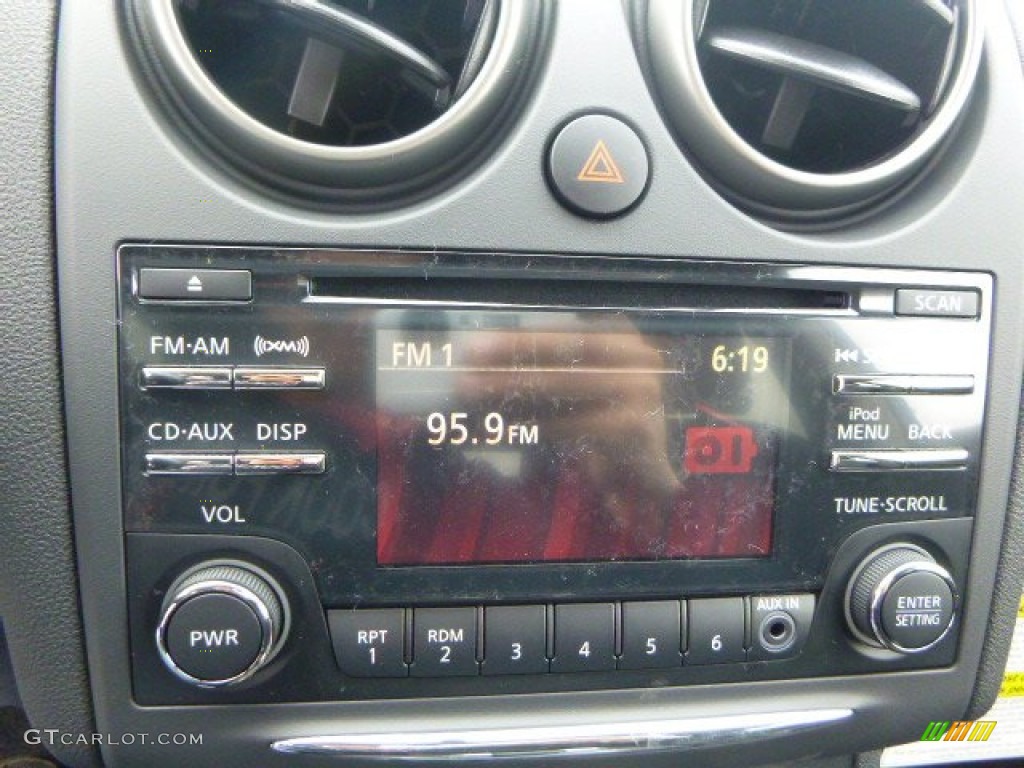 SCAN
FM·AM XM
FM 1 6:19
95.9FM
CD·AUX DISP
iPod
MENU BACK
VOL
TUNE·SCROLL
PWR
ENTER
SETTING
RPT
1
RDM
2
3
4
5
6
AUX IN
GTCARLOT.COM